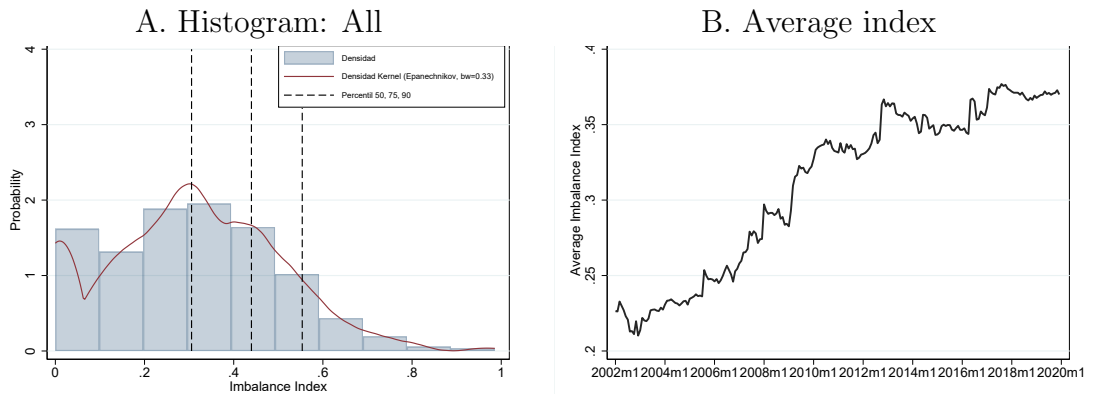 A. Histogram: All
4
3
2
1
0
Probability
Densidad
Densidad Kernel (Epanechnikov, bw=0.33)
Percentil 50, 75, 90
0 .2 .4 .6 .8 1
Imbalance Index
B. Average index
.4
.35
.3
.25
.2
Average Imbalance Index
2002m1 2004m1 2006m1 2008m1 2010m1 2012m1 2014m1 2016m1 2018m1 2020m1